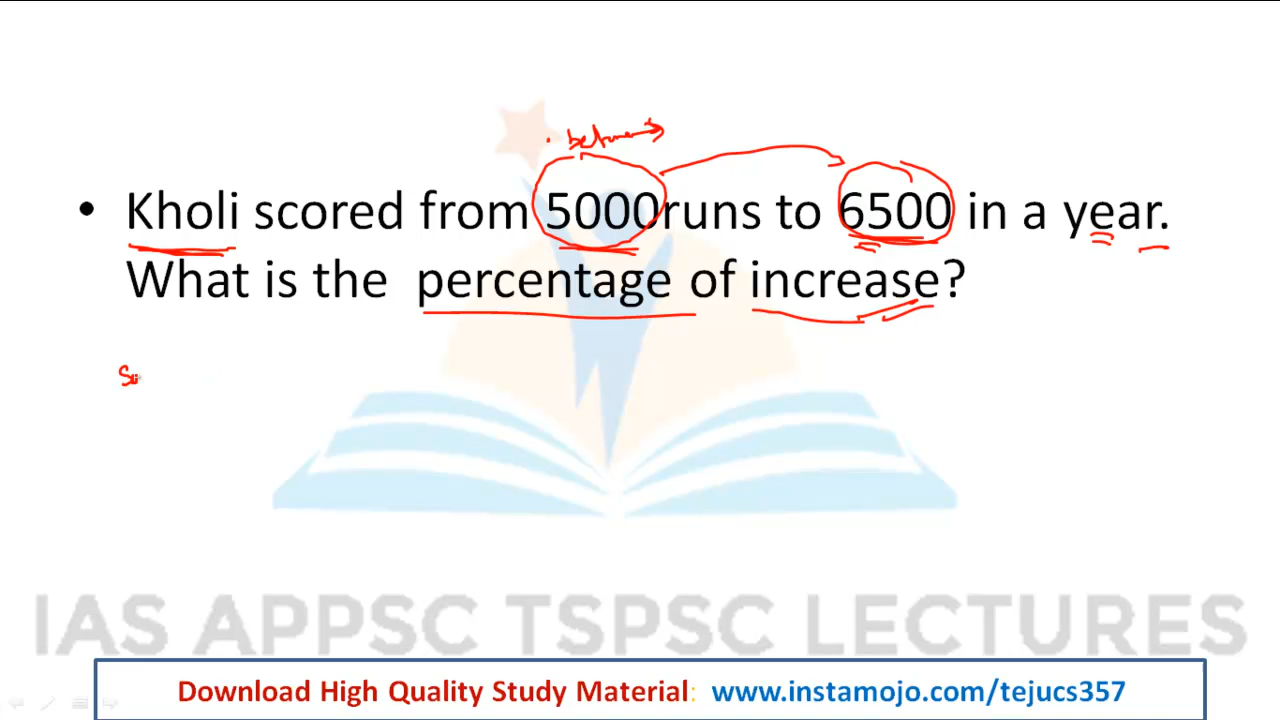 before
• Kholi scored from 5000runs to 6500 in a year.
What is the percentage of increase?
IAS APPSC TSPSC LECTURES
Download High Quality Study Material: www.instamojo.com/tejucs357